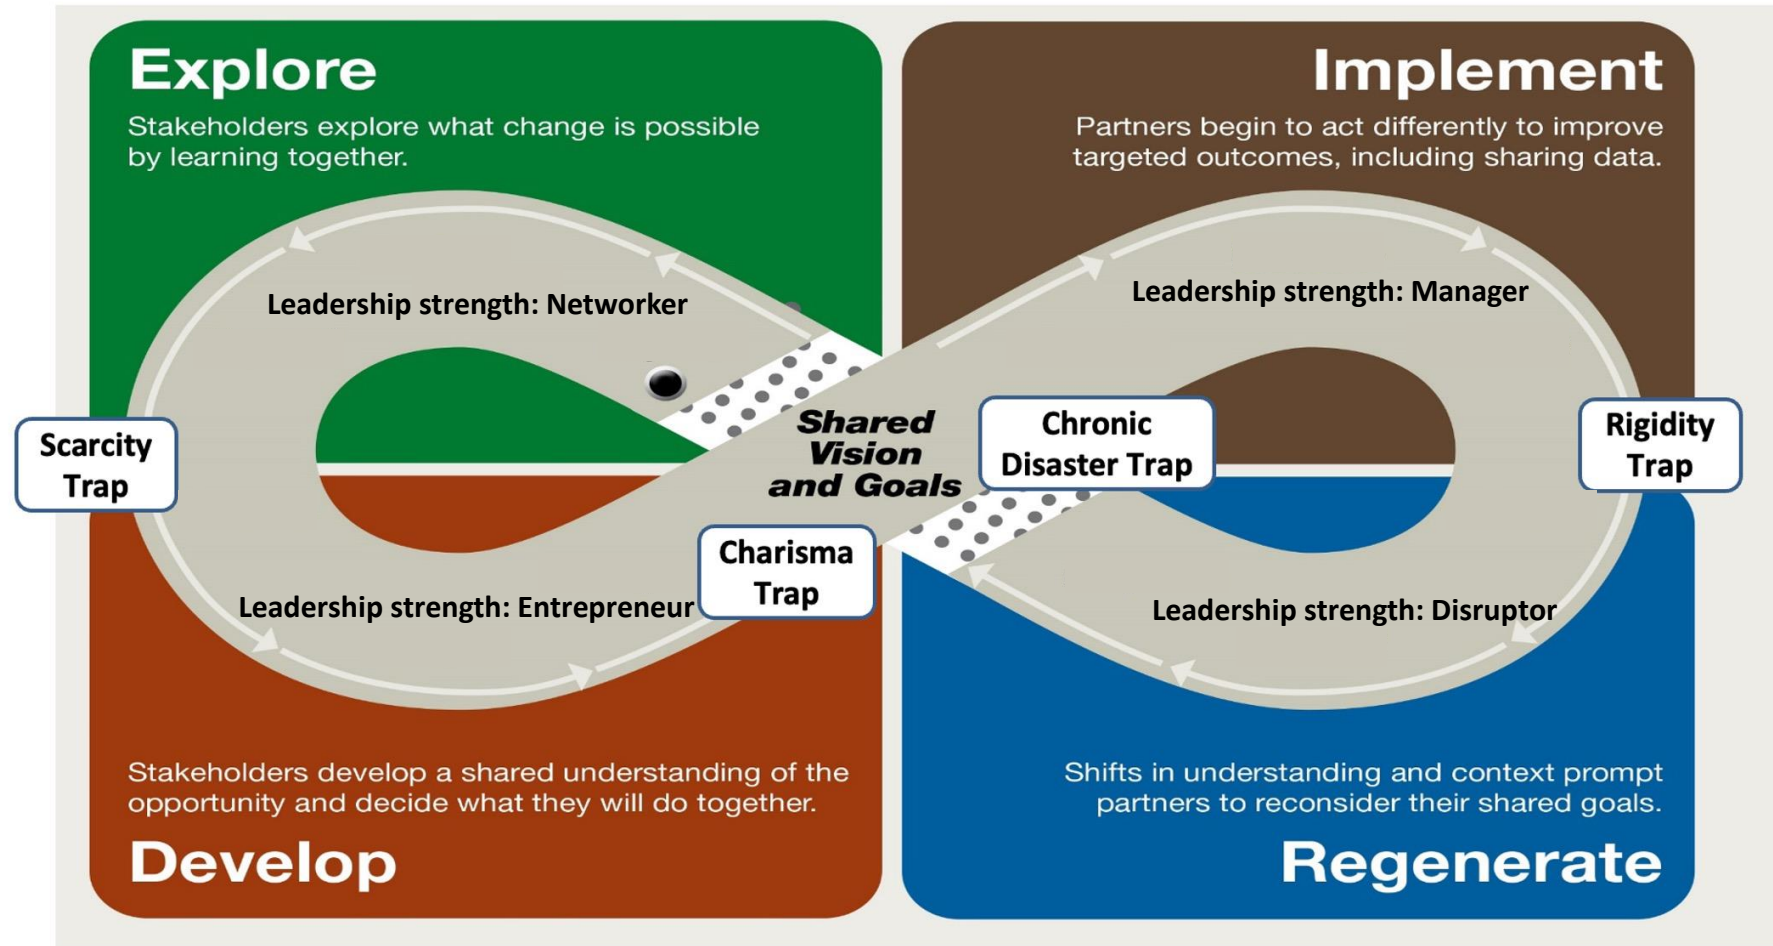 Explore
Stakeholders explore what change is possible
by learning together.
Implement
Partners begin to act differently to improve
targeted outcomes, including sharing data.
Leadership strength: Networker
Leadership strength: Manager
Scarcity
Trap
Shared
Vision
and Goals
Chronic
Disaster Trap
Rigidity
Trap
Charisma
Trap
Leadership strength: Entrepreneur
Leadership strength: Disruptor
Stakeholders develop a shared understanding of the
opportunity and decide what they will do together.
Develop
Shifts in understanding and context prompt
partners to reconsider their shared goals.
Regenerate